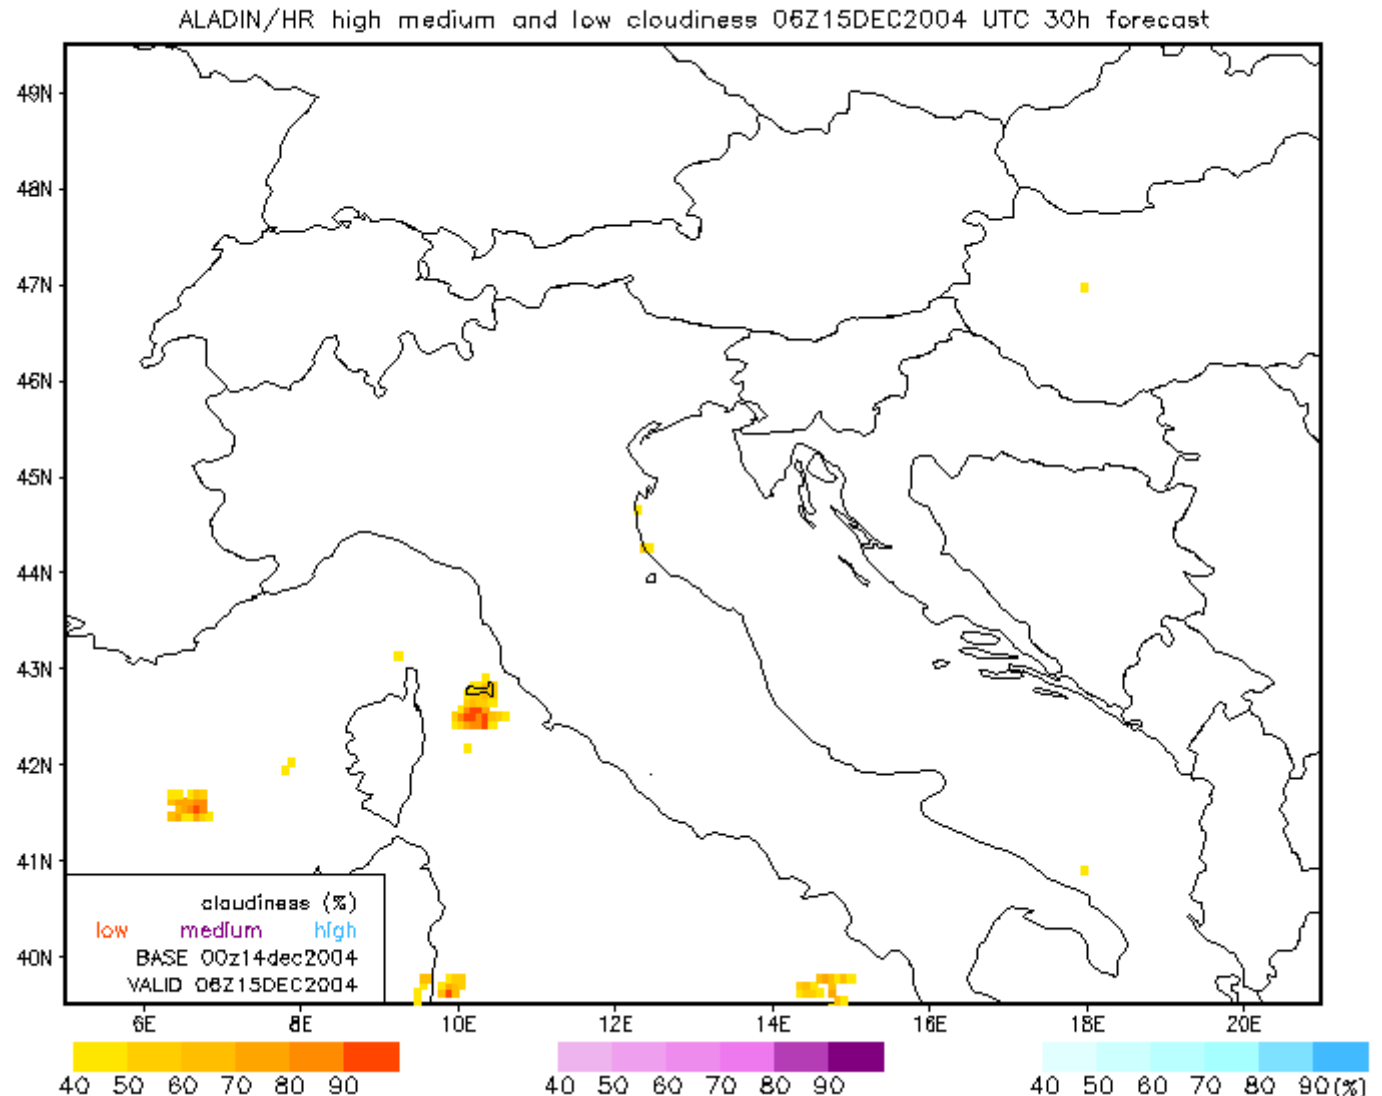 ALADIN/HR high medium and low cloudiness 06Z15DEC2004 UTC 30h forecast
49N
48N
47N
46N
45N
44N
43N
42N
41N
40N
cloudiness (%)
low medium high
BASE 00z14dec2004
VALID 06Z15DEC2004
6E 8E 10E 12E 14E 16E 18E 20E
40 50 60 70 80 90 40 50 60 70 80 90 40 50 60 70 80 90(%)